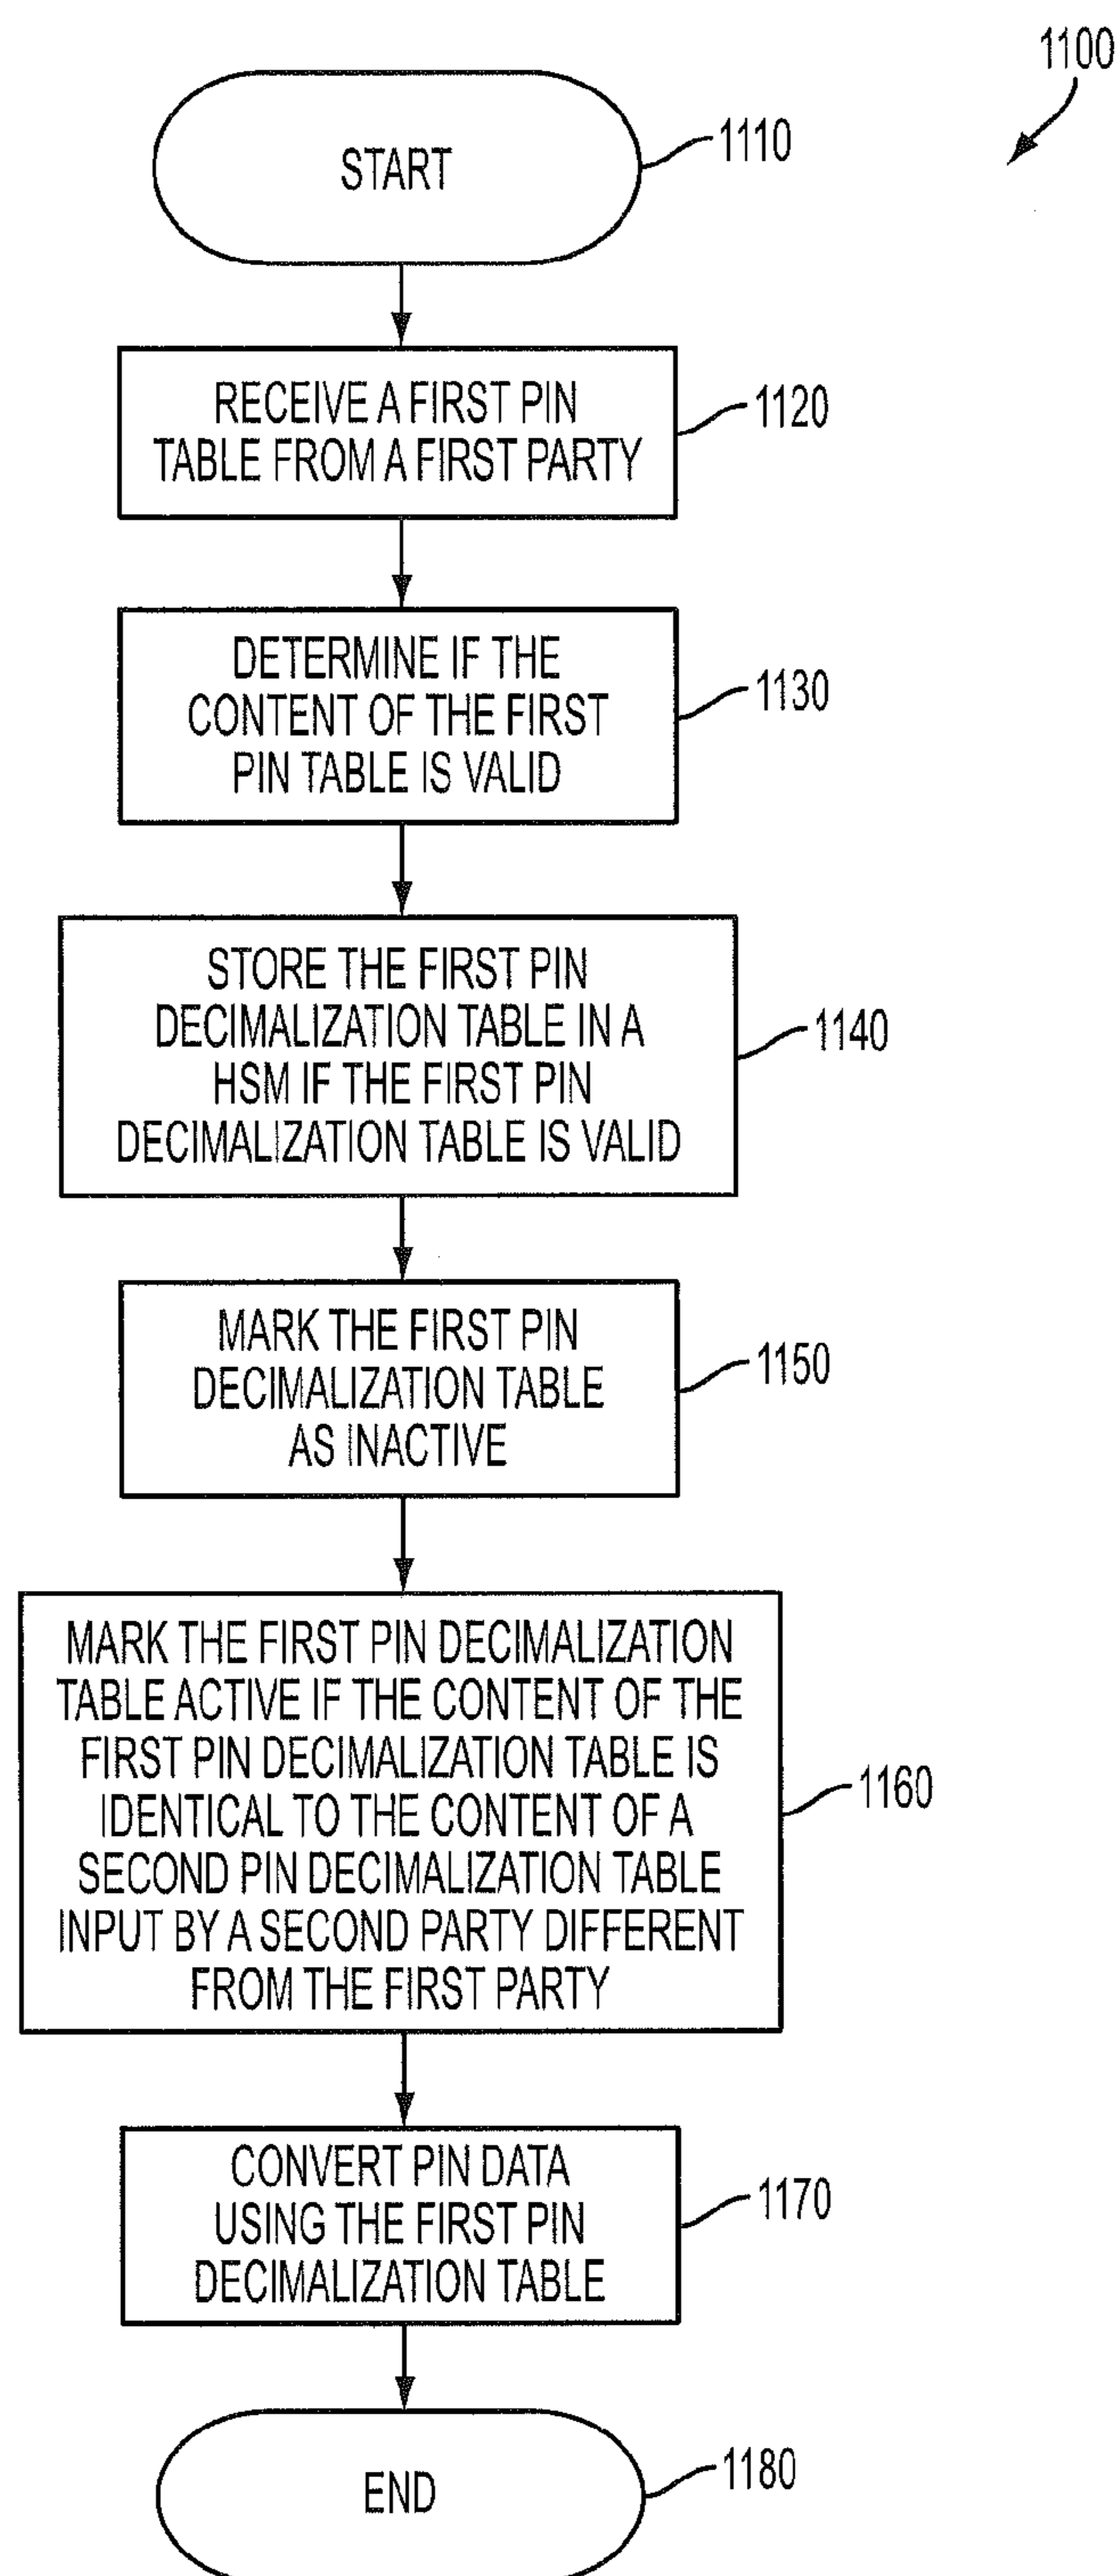 1100
START
1110
RECEIVE A FIRST PIN
TABLE FROM A FIRST PARTY
1120
DETERMINE IF THE
CONTENT OF THE FIRST
PIN TABLE IS VALID
1130
STORE THE FIRST PIN
DECIMALIZATION TABLE IN A
HSM IF THE FIRST PIN
DECIMALIZATION TABLE IS VALID
1140
MARK THE FIRST PIN
DECIMALIZATION TABLE
AS INACTIVE
1150
MARK THE FIRST PIN DECIMALIZATION
TABLE ACTIVE IF THE CONTENT OF THE
FIRST PIN DECIMALIZATION TABLE IS
IDENTICAL TO THE CONTENT OF A
SECOND PIN DECIMALIZATION TABLE
INPUT BY A SECOND PARTY DIFFERENT
FROM THE FIRST PARTY
1160
CONVERT PIN DATA
USING THE FIRST PIN
DECIMALIZATION TABLE
1170
END
1180